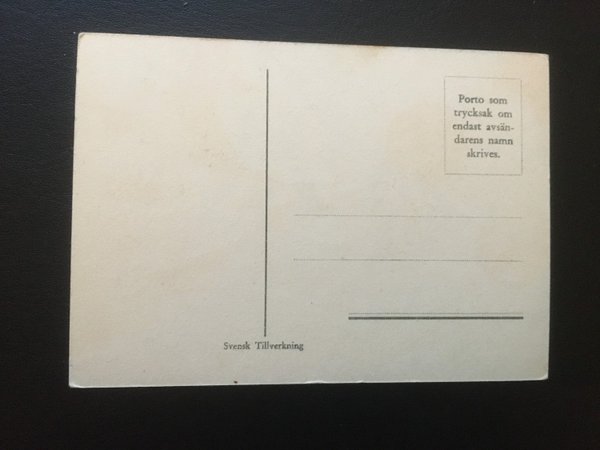 Porto som
trycksak om
endast avsän-
darens namn
skrives.
Svensk Tillverkning